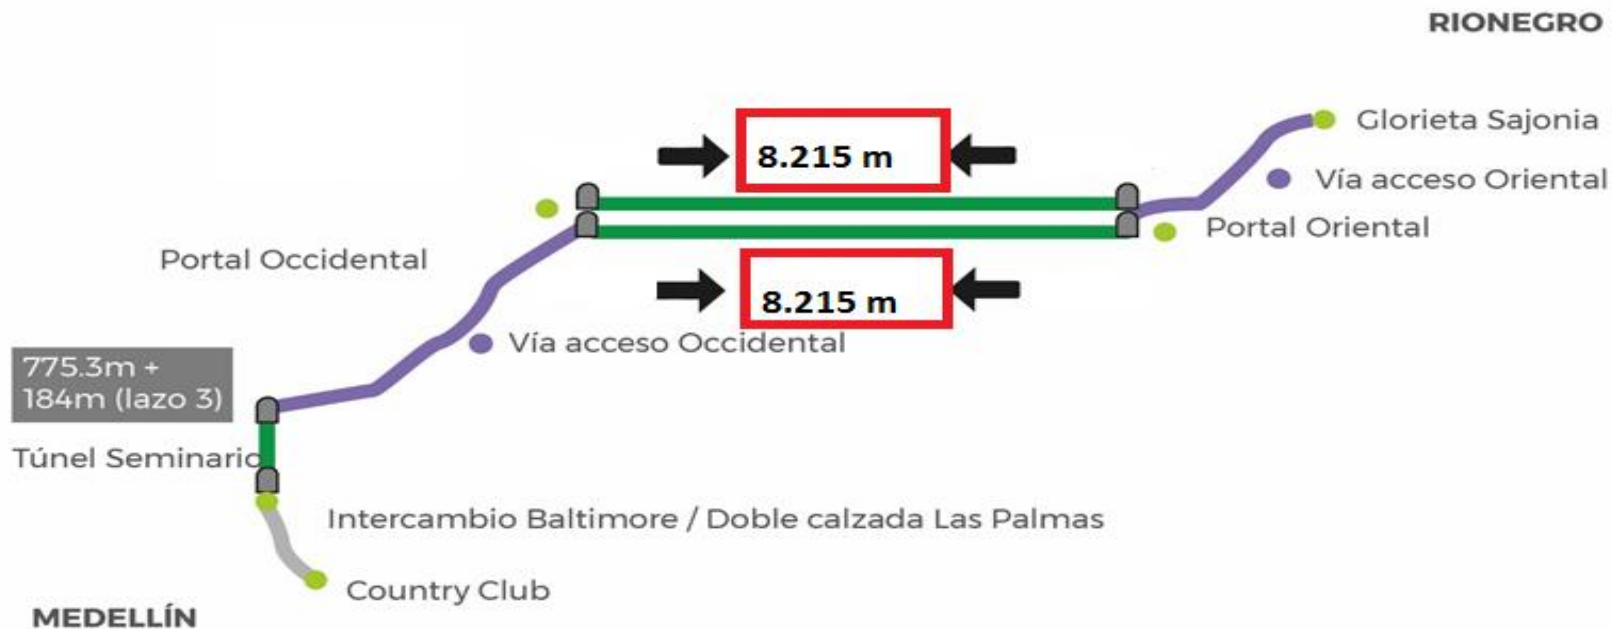 RIONEGRO
Glorieta Sajonia
8.215 m
Vía acceso Oriental
Portal Oriental
Portal Occidental
8.215 m
Vía acceso Occidental
775.3m +
184m (lazo 3)
Túnel Seminario
Intercambio Baltimore / Doble calzada Las Palmas
Country Club
MEDELLÍN